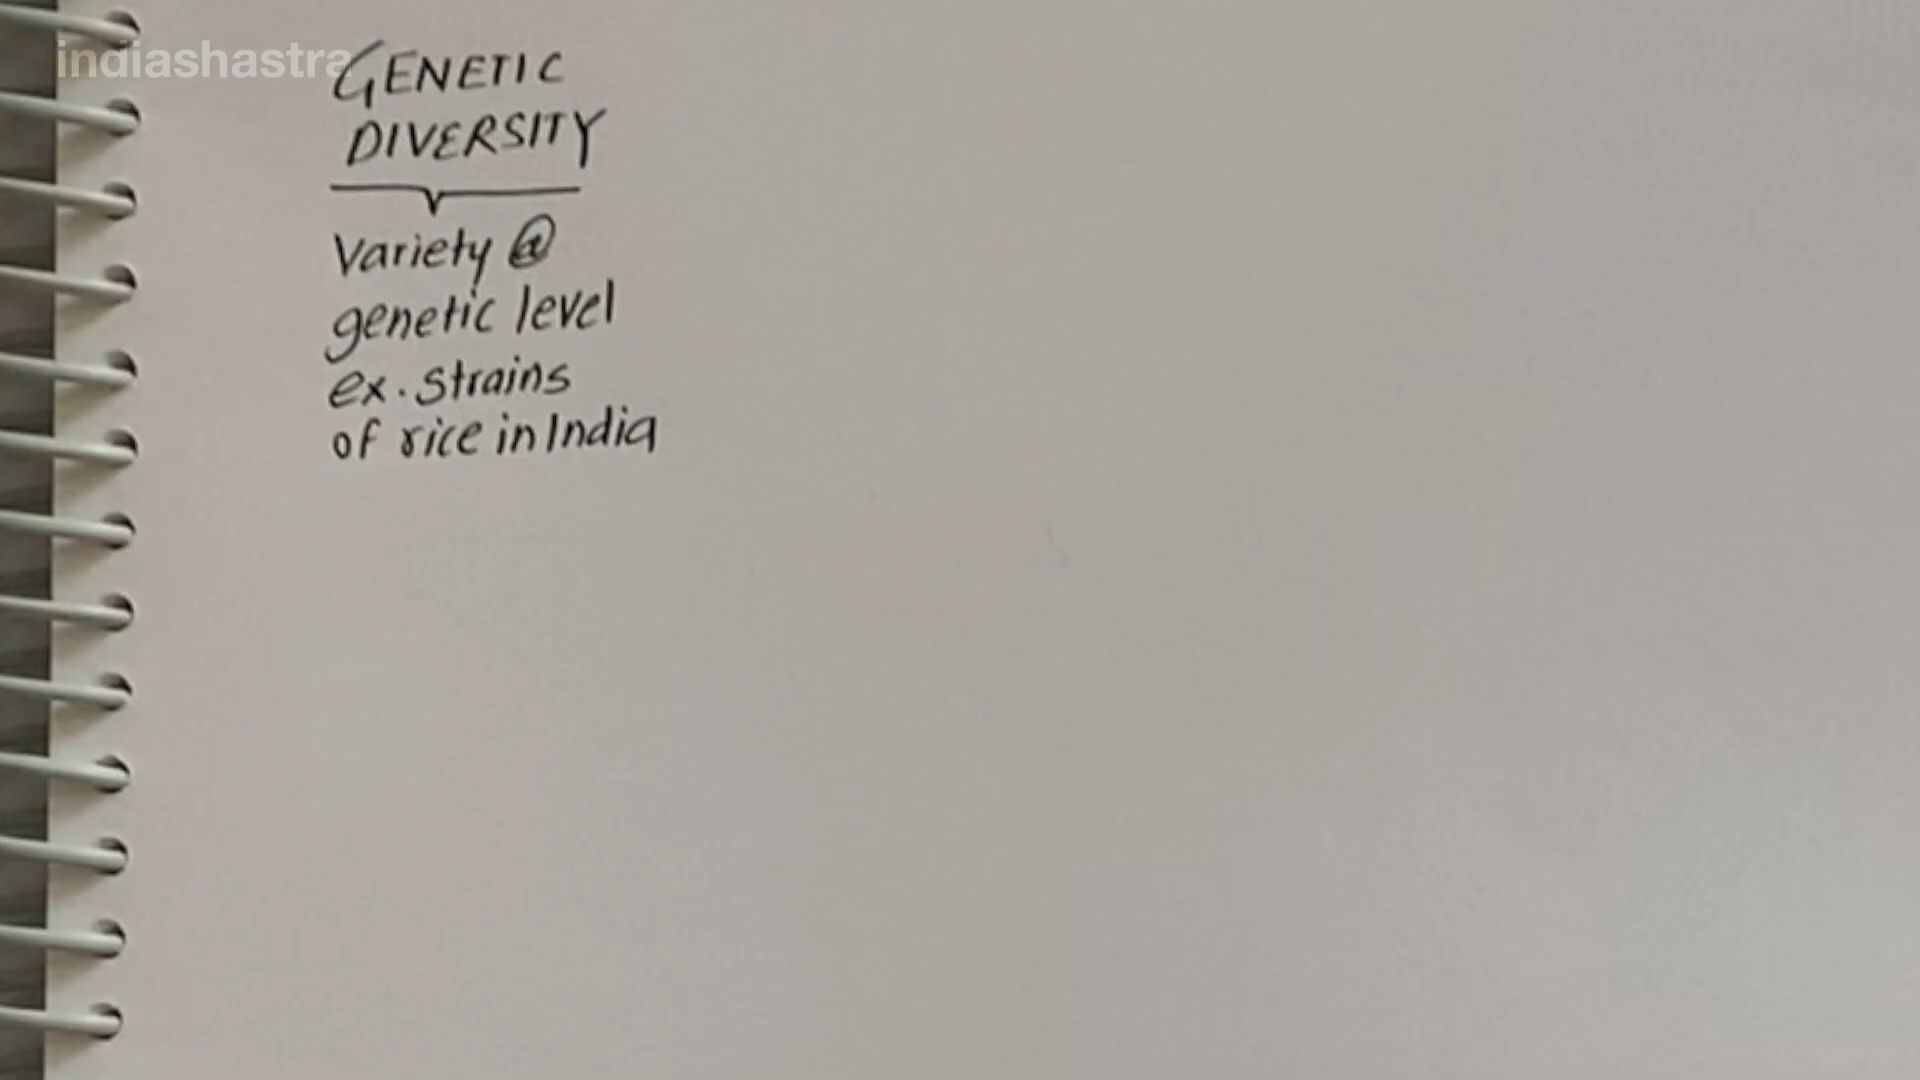 indiashastra
GENETIC
DIVERSITY
Variety @
genetic level
ex. strains
of rice in India